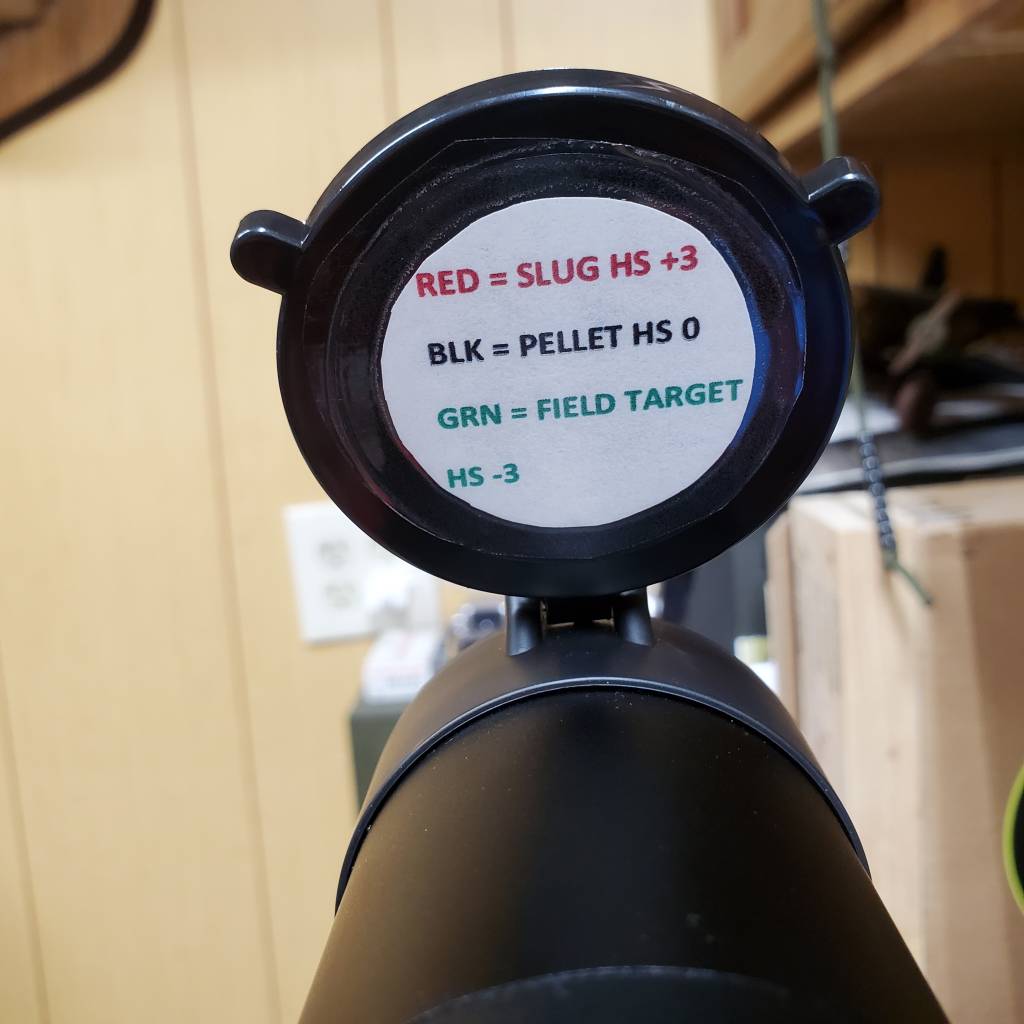 RED = SLUG HS +3
BLK = PELLET HS 0
GRN = FIELD TARGET
HS -3